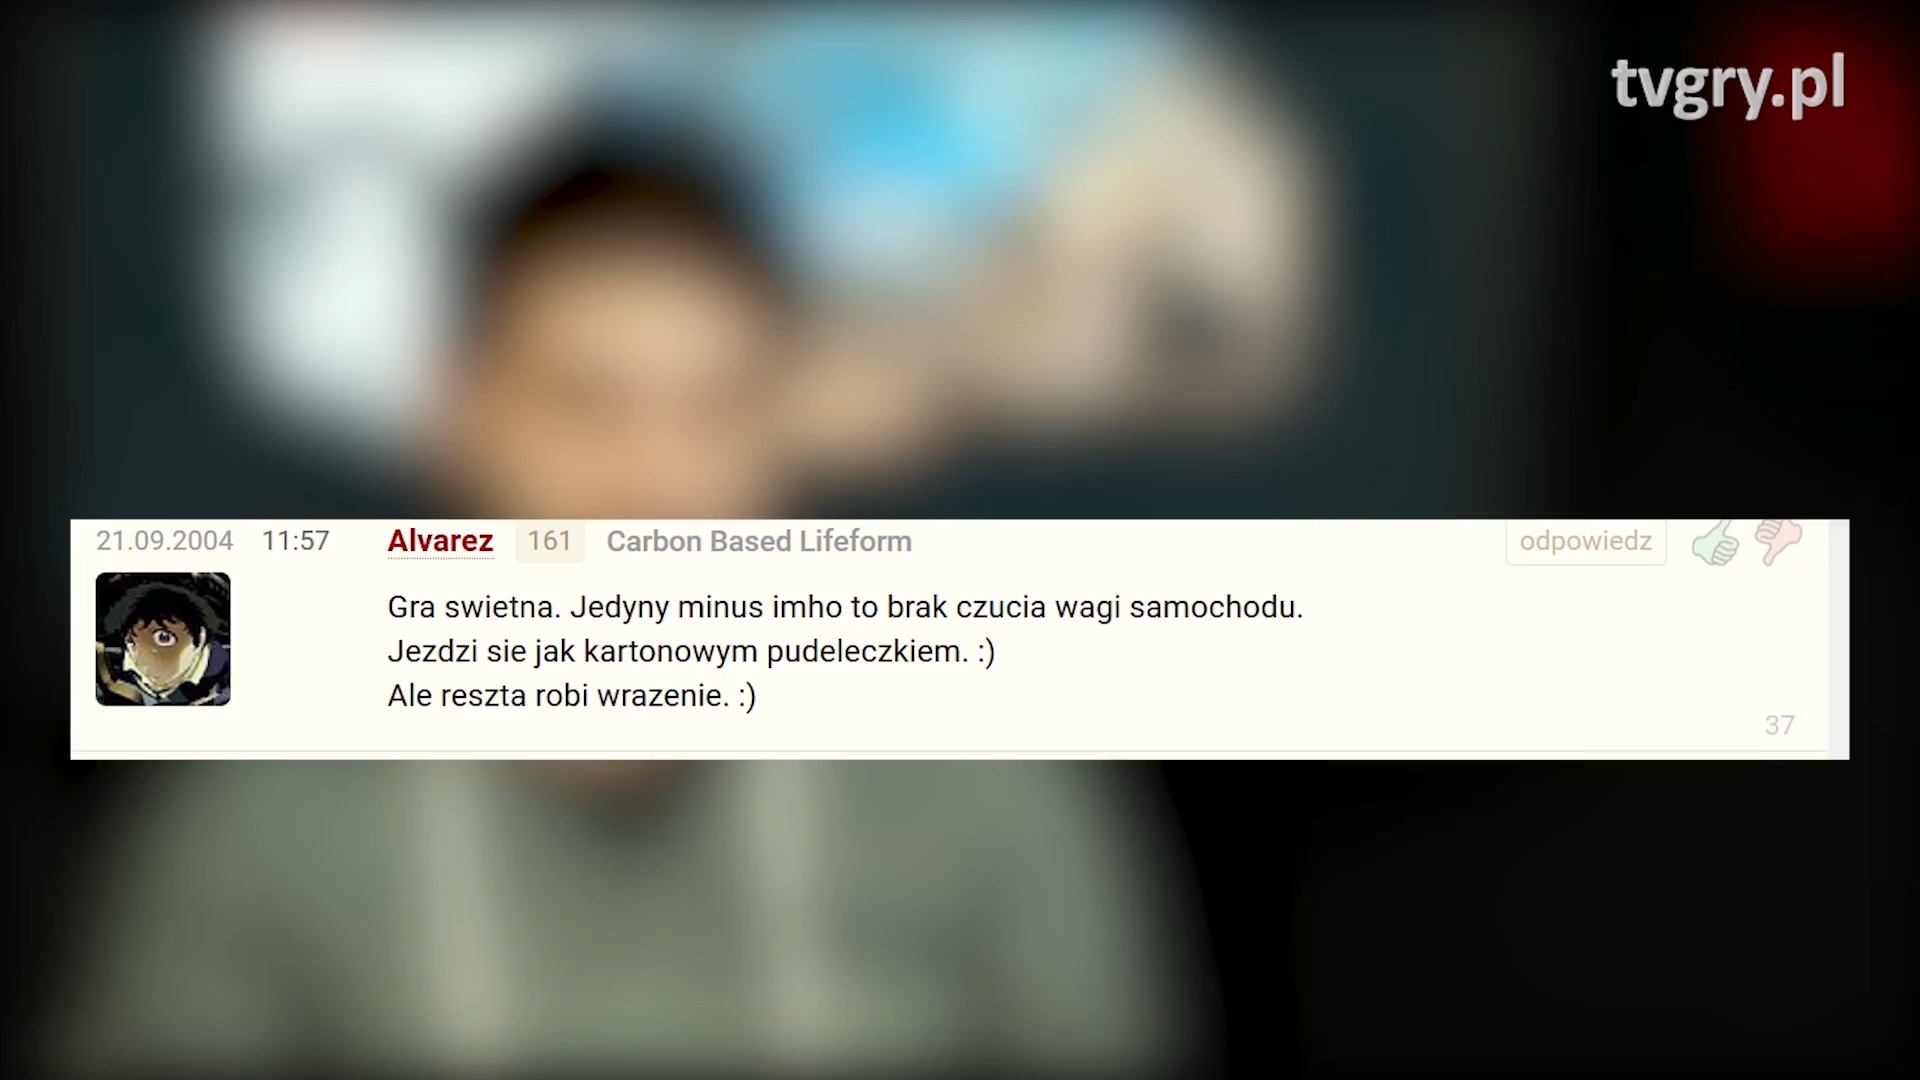 tvgry.pl
21.09.2004 11:57 Alvarez 161 Carbon Based Lifeform odpowiedz
Gra swietna. Jedyny minus imho to brak czucia wagi samochodu.
Jezdzi sie jak kartonowym pudeleczkiem. :)
Ale reszta robi wrazenie. :)
37